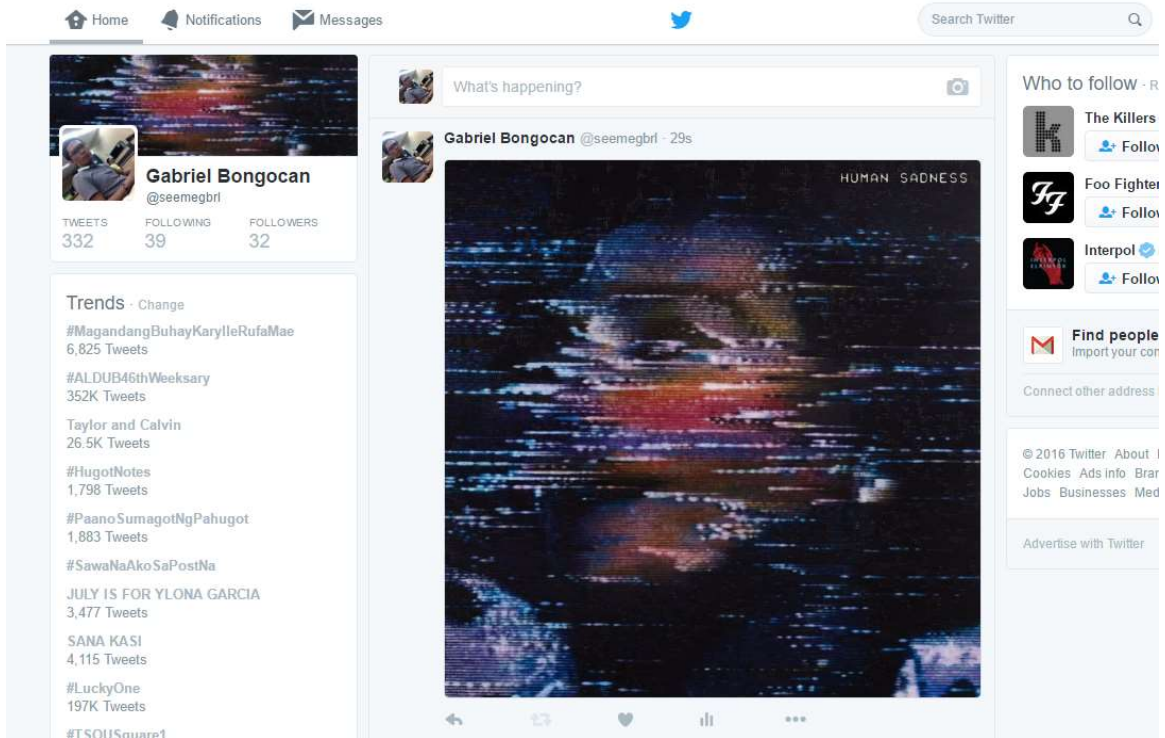 Home Notifications Messages
Search Twitter
Gabriel Bongocan
@seemegbrl
TWEETS FOLLOWING FOLLOWERS
332 39 32
Trends · Change
#MagandangBuhayKarylleRufaMae
6,825 Tweets
#ALDUB46thWeeksary
352K Tweets
Taylor and Calvin
26.5K Tweets
#HugotNotes
1,798 Tweets
#PaanoSumagotNgPahugot
1,883 Tweets
#SawaNaAkoSaPostNa
JULY IS FOR YLONA GARCIA
3,477 Tweets
SANA KASI
4,115 Tweets
#LuckyOne
197K Tweets
#TSOUSquare1
What's happening?
Gabriel Bongocan @seemegbrl · 29s
HUMAN SADNESS
Who to follow · R
The Killers
Follow
Foo Fighter
Follow
Interpol
Follow
Find people
Import your con
Connect other address
© 2016 Twitter About
Cookies Ads info Bran
Jobs Businesses Med
Advertise with Twitter